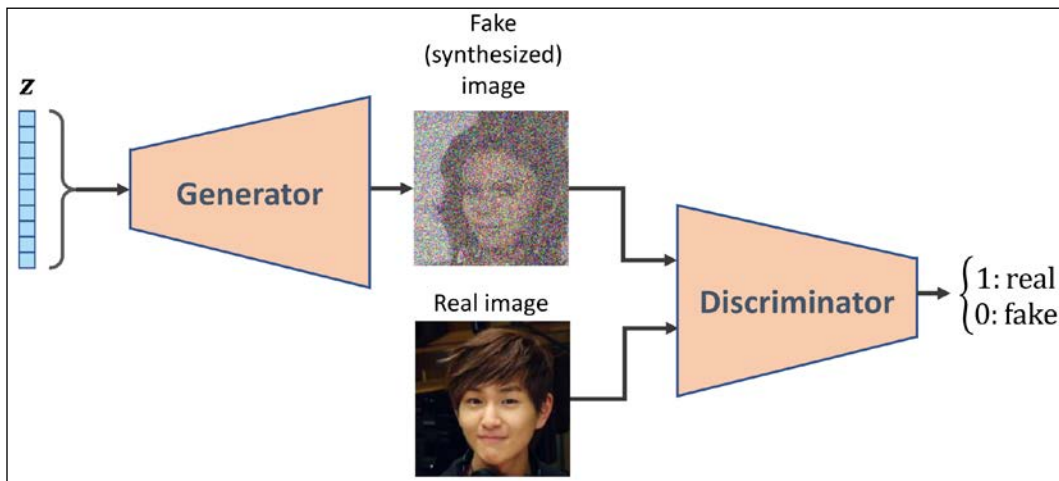 Fake
(synthesized)
image
z
Generator
Real image
Discriminator
1: real
0: fake